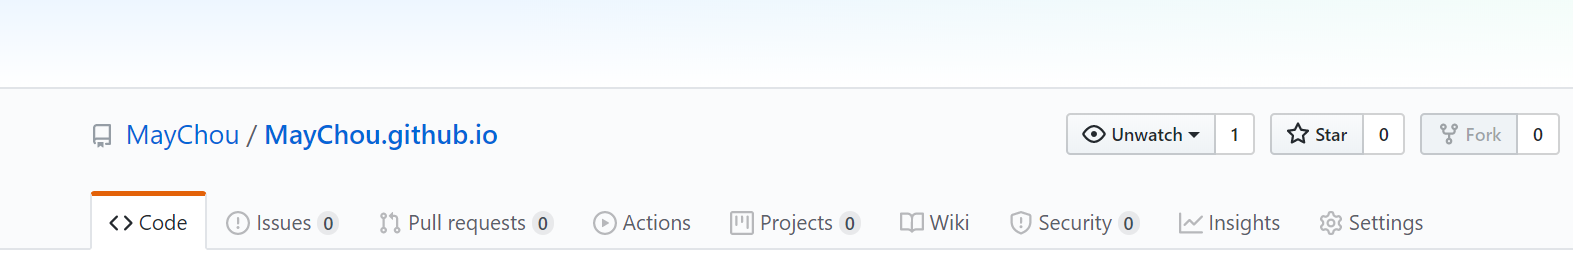 MayChou / MayChou.github.io Unwatch 1 Star 0 Fork 0
Code Issues 0 Pull requests 0 Actions Projects 0 Wiki Security 0 Insights Settings